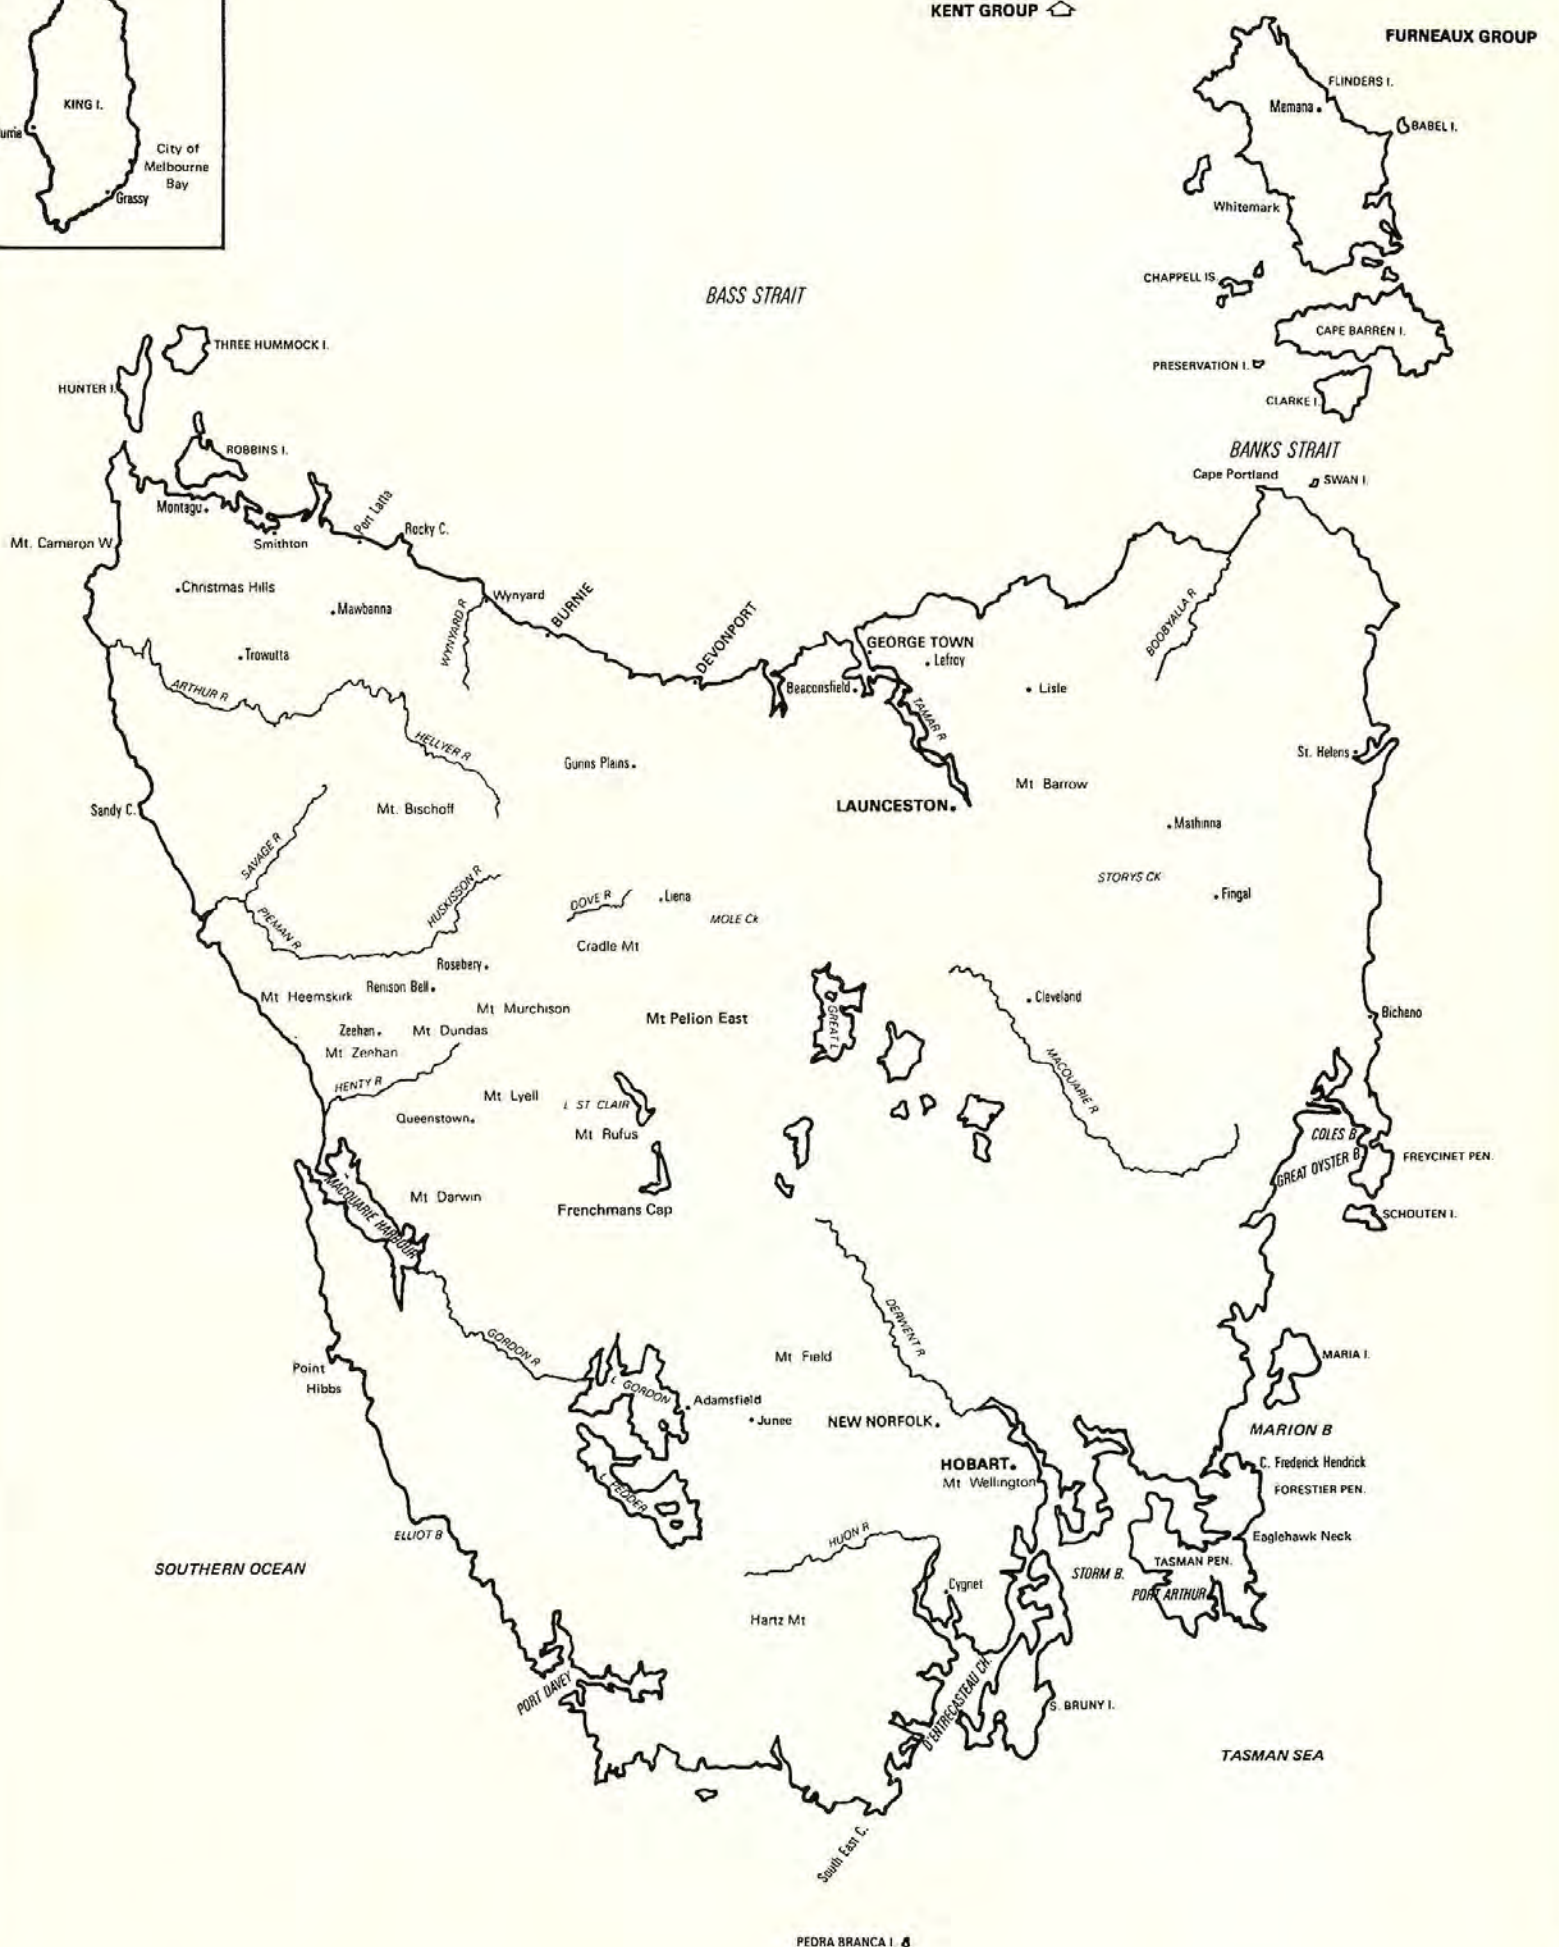 KENT GROUP
FURNEAUX GROUP
KING I.
City of
Melbourne
Bay
Grassy
FLINDERS I.
Memana
BABEL I.
Whitemark
CHAPPELL IS.
CAPE BARREN I.
PRESERVATION I.
CLARKE I.
BASS STRAIT
BANKS STRAIT
Cape Portland
SWAN I.
THREE HUMMOCK I.
HUNTER I.
ROBBINS I.
Montagu
Port Latta
Rocky C.
Mt. Cameron W
Smithton
Christmas Hills
Mawbanna
Wynyard
BURNIE
WYNYARD R
DEVONPORT
BOOBYALLA R
GEORGE TOWN
Lefroy
Trowutta
ARTHUR R
Beaconsfield
Lisle
TAMAR R
HELLYER R
Gunns Plains
St. Helens
Mt Barrow
Sandy C.
Mt. Bischoff
LAUNCESTON
Mathinna
SAVAGE R
HUSKISSON R
STORYS CK
DOVE R
Liena
Fingal
PIEMAN R
MOLE Ck
Cradle Mt
Rosebery
Renison Bell
Mt Heemskirk
Mt Murchison
Mt Pelion East
GREAT L
Cleveland
Bicheno
Zeehan
Mt Dundas
Mt Zeehan
MACQUARIE R
HENTY R
Mt Lyell
L ST CLAIR
Queenstown
Mt Rufus
COLES B
GREAT OYSTER B
FREYCINET PEN.
MACQUARIE HARBOUR
Mt Darwin
Frenchmans Cap
SCHOUTEN I.
DERWENT R
GORDON R
Mt Field
MARIA I.
Point
Hibbs
L GORDON
Adamsfield
Junee
NEW NORFOLK
MARION B
HOBART
Mt Wellington
C. Frederick Hendrick
L PEDDER
FORESTIER PEN.
ELLIOT B
HUON R
Eaglehawk Neck
SOUTHERN OCEAN
TASMAN PEN.
STORM B.
Cygnet
PORT ARTHUR
Hartz Mt
PORT DAVEY
D'ENTRECASTEAU CH.
S. BRUNY I.
TASMAN SEA
South East C.
PEDRA BRANCA I.